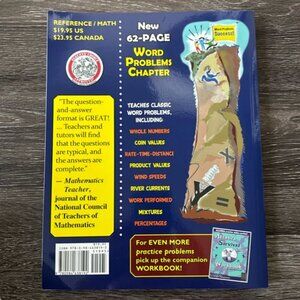 REFERENCE / MATH
$19.95 US
$23.95 CANADA
"The question-
and-answer
format is GREAT!
... Teachers and
tutors will find
that the questions
are typical, and
the answers are
complete."
— Mathematics
Teacher,
journal of the
National Council
of Teachers of
Mathematics
New
62-PAGE
WORD
PROBLEMS
CHAPTER
TEACHES CLASSIC
WORD PROBLEMS,
INCLUDING
WHOLE NUMBERS
COIN VALUES
RATE-TIME-DISTANCE
PRODUCT VALUES
WIND SPEEDS
RIVER CURRENTS
WORK PERFORMED
MIXTURES
PERCENTAGES
Success!
For EVEN MORE
practice problems
pick up the companion
WORKBOOK!
Survival